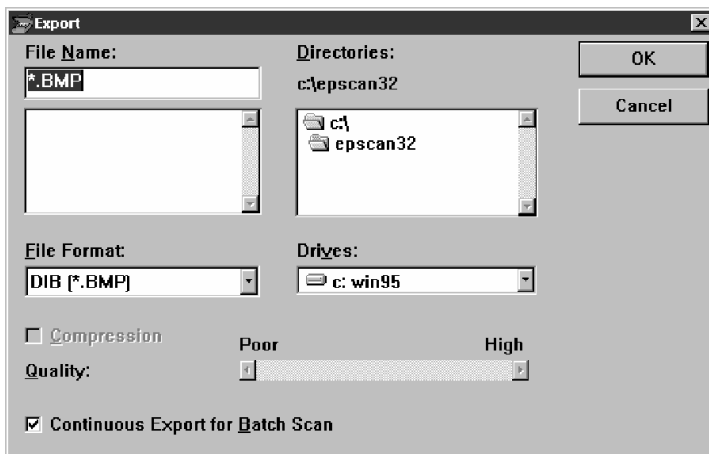 Export
File Name:
*.BMP
Directories:
c:\epscan32
c:\
epscan32
OK
Cancel
File Format:
DIB (*.BMP)
Drives:
c: win95
Compression
Quality:
Poor
High
Continuous Export for Batch Scan